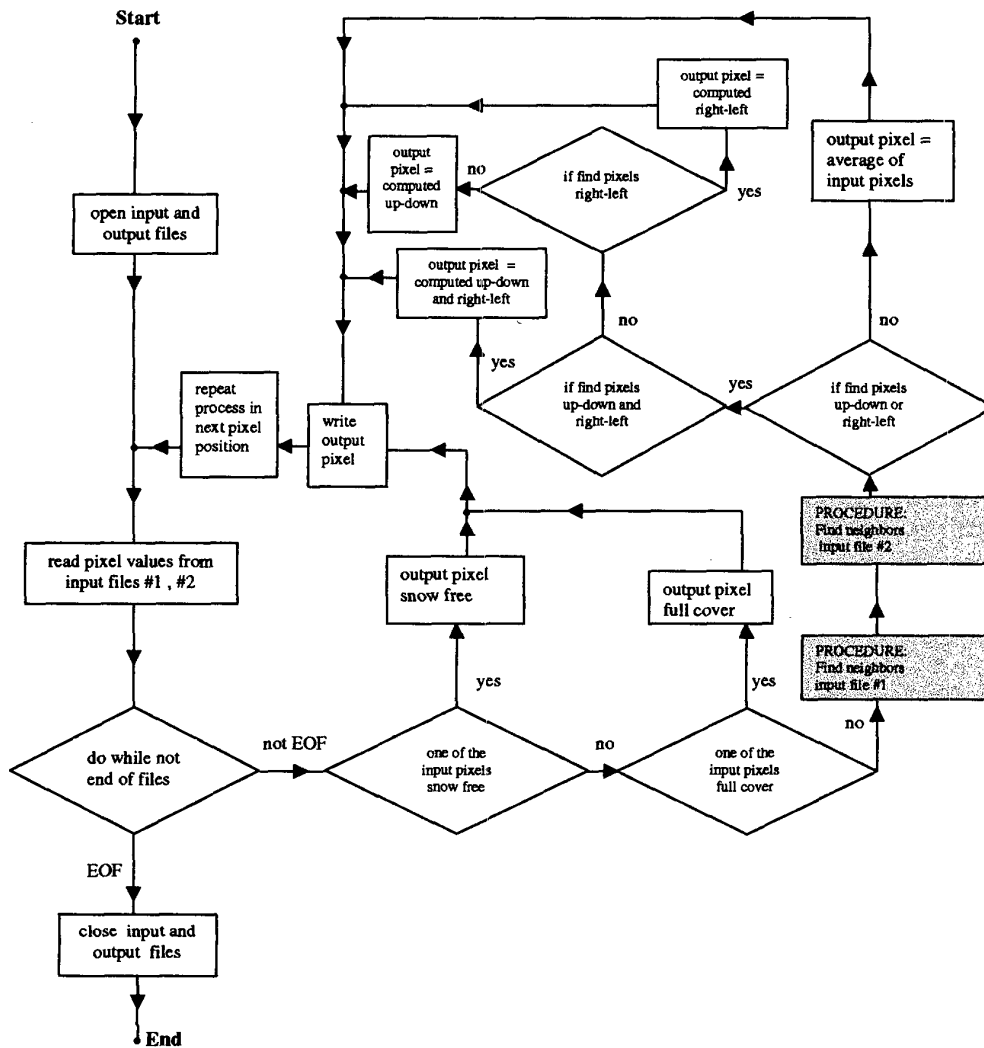 Start
output pixel =
computed
right-left
output
pixel =
computed
up-down
no
if find pixels
right-left
yes
output pixel =
average of
input pixels
open input and
output files
output pixel =
computed up-down
and right-left
no
no
yes
yes
repeat
process in
next pixel
position
write
output
pixel
if find pixels
up-down and
right-left
if find pixels
up-down or
right-left
PROCEDURE:
Find neighbors
input file #2
read pixel values from
input files #1 , #2
output pixel
snow free
output pixel
full cover
PROCEDURE:
Find neighbors
input file #1
yes
yes
no
do while not
end of files
not EOF
one of the
input pixels
snow free
no
one of the
input pixels
full cover
EOF
close input and
output files
End